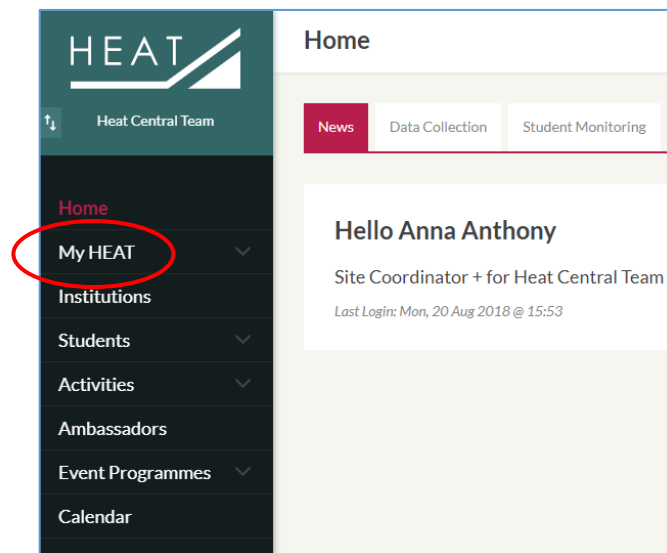 HEAT
Heat Central Team
Home
My HEAT
Institutions
Students
Activities
Ambassadors
Event Programmes
Calendar
Home
News Data Collection Student Monitoring
Hello Anna Anthony
Site Coordinator + for Heat Central Team
Last Login: Mon, 20 Aug 2018 @ 15:53